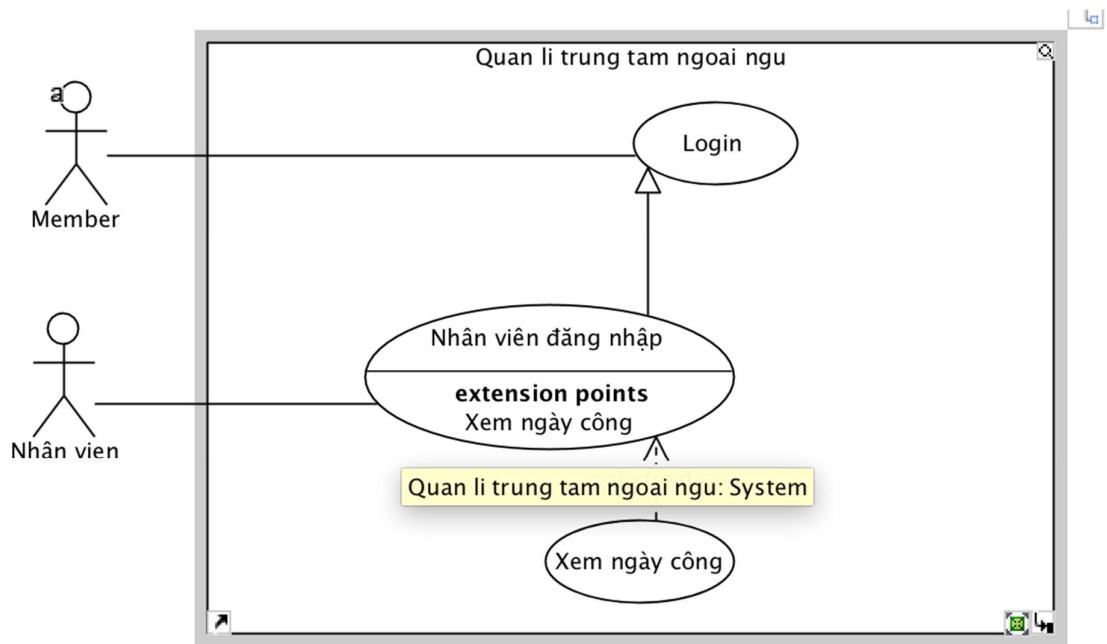 Quan li trung tam ngoai ngu
a
Login
Member
Nhân viên đăng nhập
extension points
Xem ngày công
Nhân vien
Quan li trung tam ngoai ngu: System
Xem ngày công